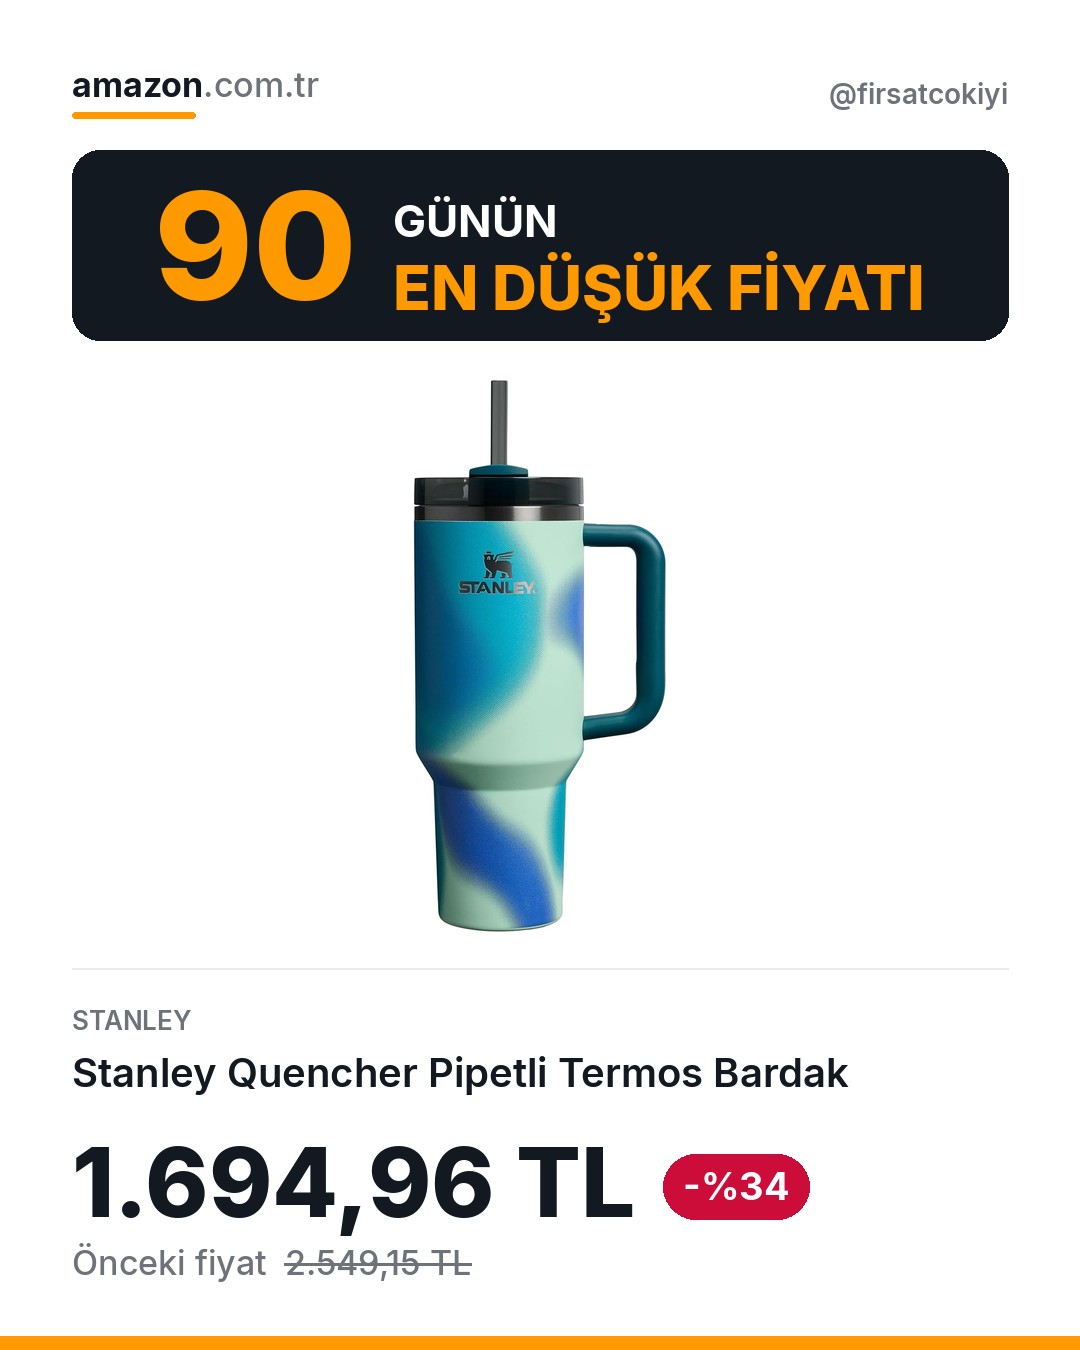 amazon.com.tr
@firsatcokiyi
90 GÜNÜN
EN DÜŞÜK FİYATI
STANLEY
STANLEY
Stanley Quencher Pipetli Termos Bardak
1.694,96 TL -%34
Önceki fiyat 2.549,15 TL